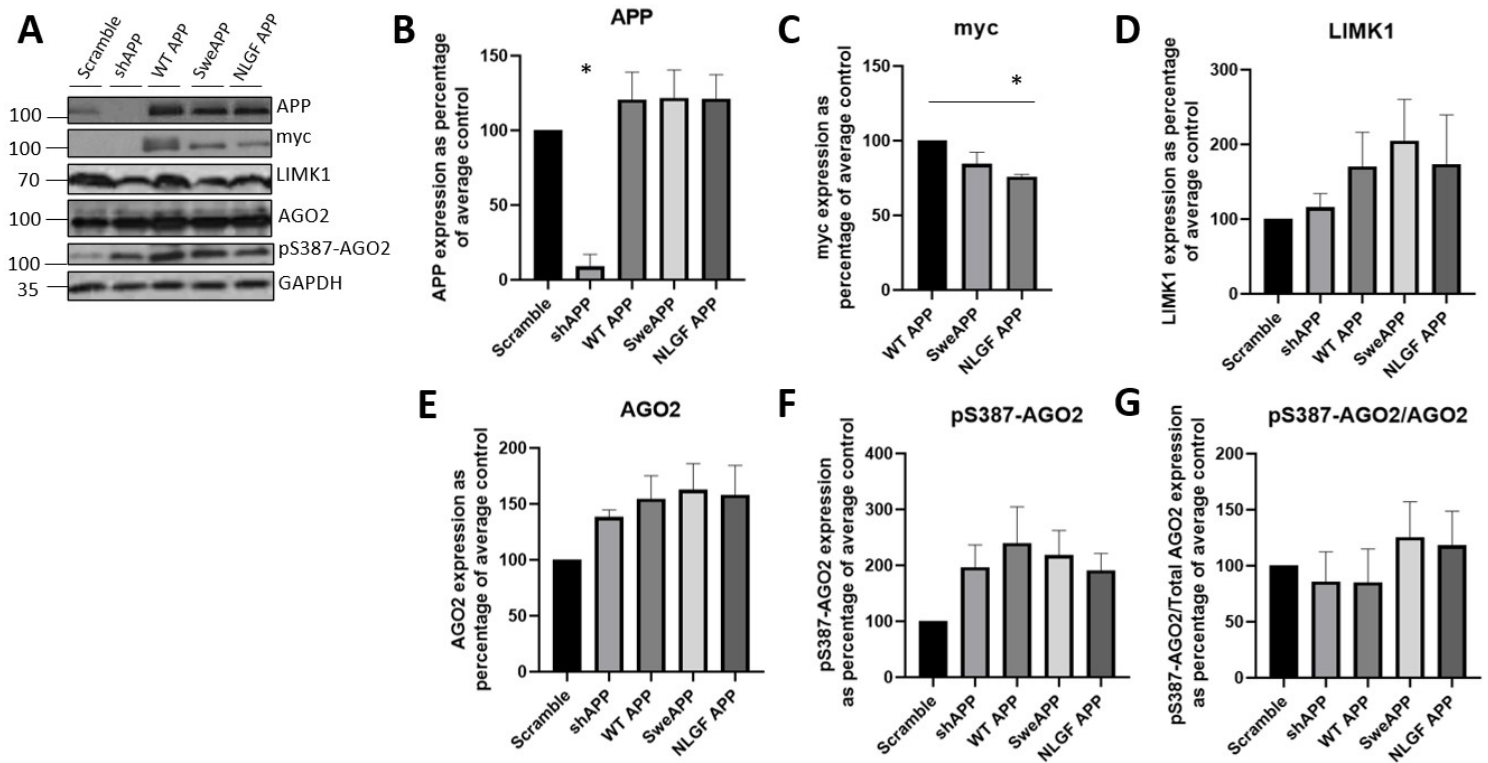 A
Scramble
shAPP
WT APP
SweAPP
NLGF APP
100
APP
100
myc
70
LIMK1
100
AGO2
100
pS387-AGO2
35
GAPDH
B
APP
APP expression as percentage
of average control
150
100
50
0
*
Scramble
shAPP
WT APP
SweAPP
NLGF APP
C
myc
myc expression as
percentage of average control
150
100
50
0
*
WT APP
SweAPP
NLGF APP
D
LIMK1
LIMK1 expression as percentage
of average control
300
200
100
0
Scramble
shAPP
WT APP
SweAPP
NLGF APP
E
AGO2
AGO2 expression as
percentage of average control
200
150
100
50
0
Scramble
shAPP
WT APP
SweAPP
NLGF APP
F
pS387-AGO2
pS387-AGO2 expression
as percentage of average control
400
300
200
100
0
Scramble
shAPP
WT APP
SweAPP
NLGF APP
G
pS387-AGO2/AGO2
pS387-AGO2/Total AGO2 expression
as percentage of average control
200
150
100
50
0
Scramble
shAPP
WT APP
SweAPP
NLGF APP